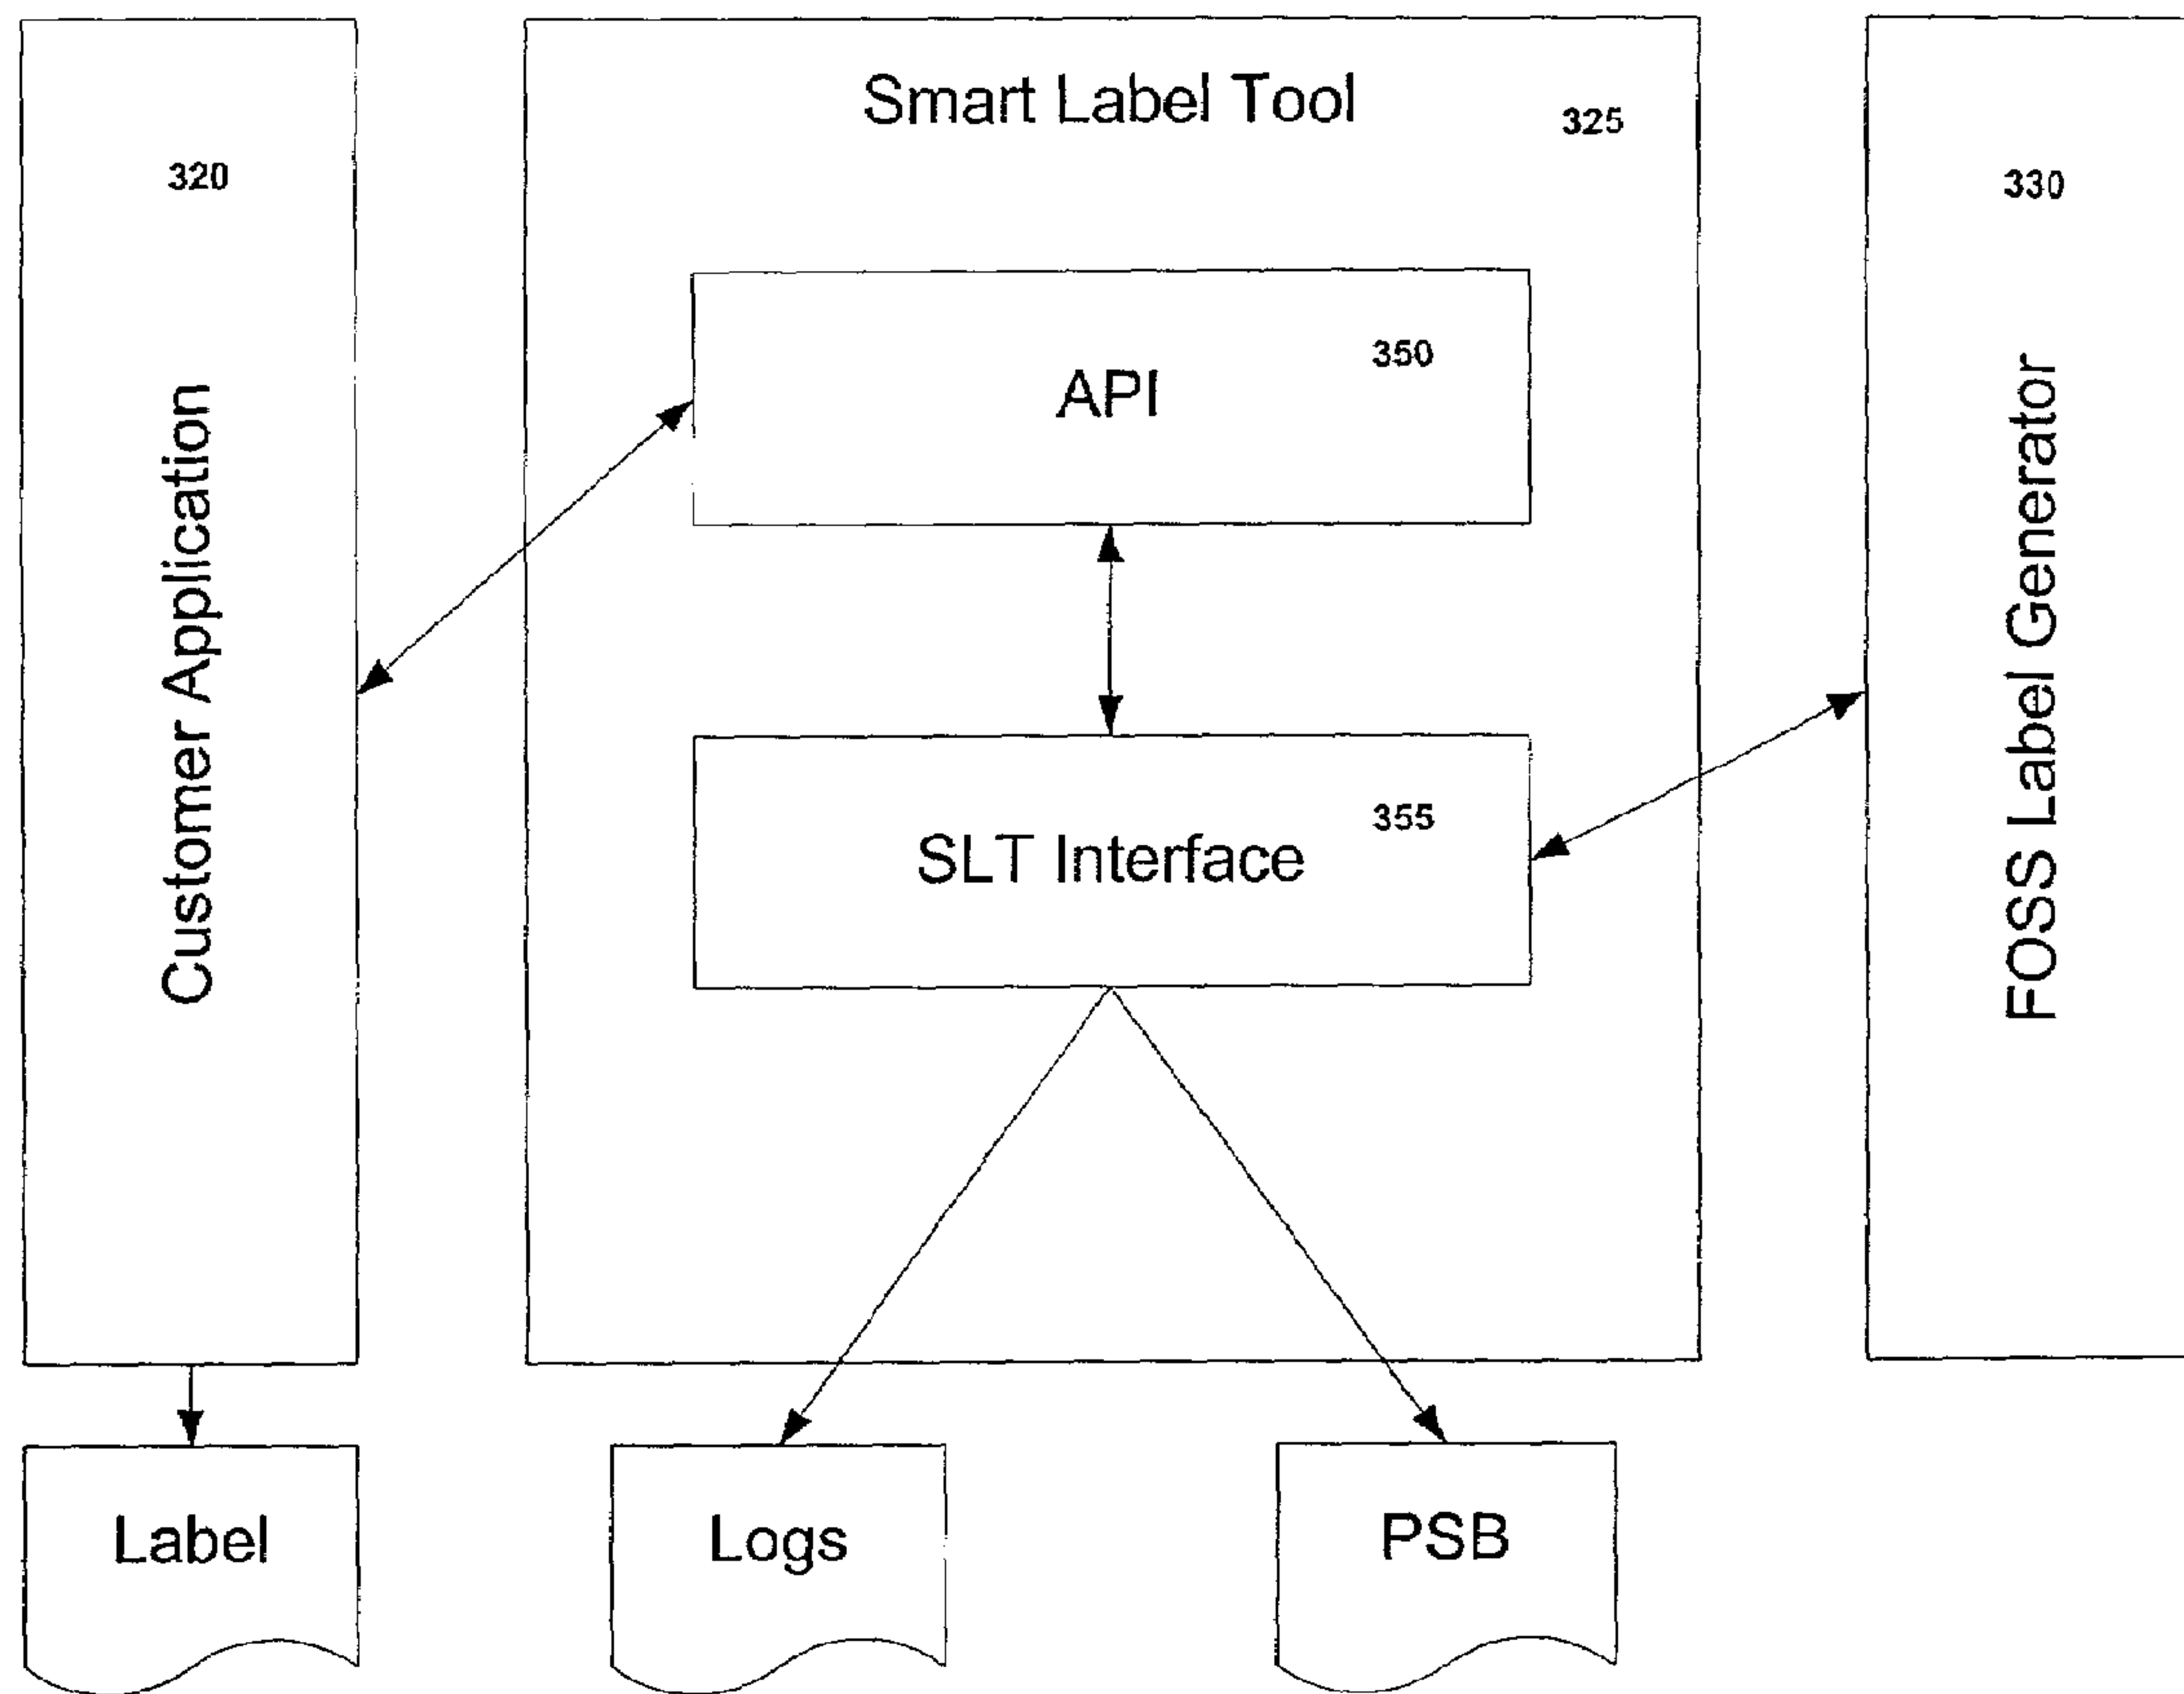 Smart Label Tool
325
320
Customer Application
API
350
SLT Interface
355
330
FOSS Label Generator
Label
Logs
PSB